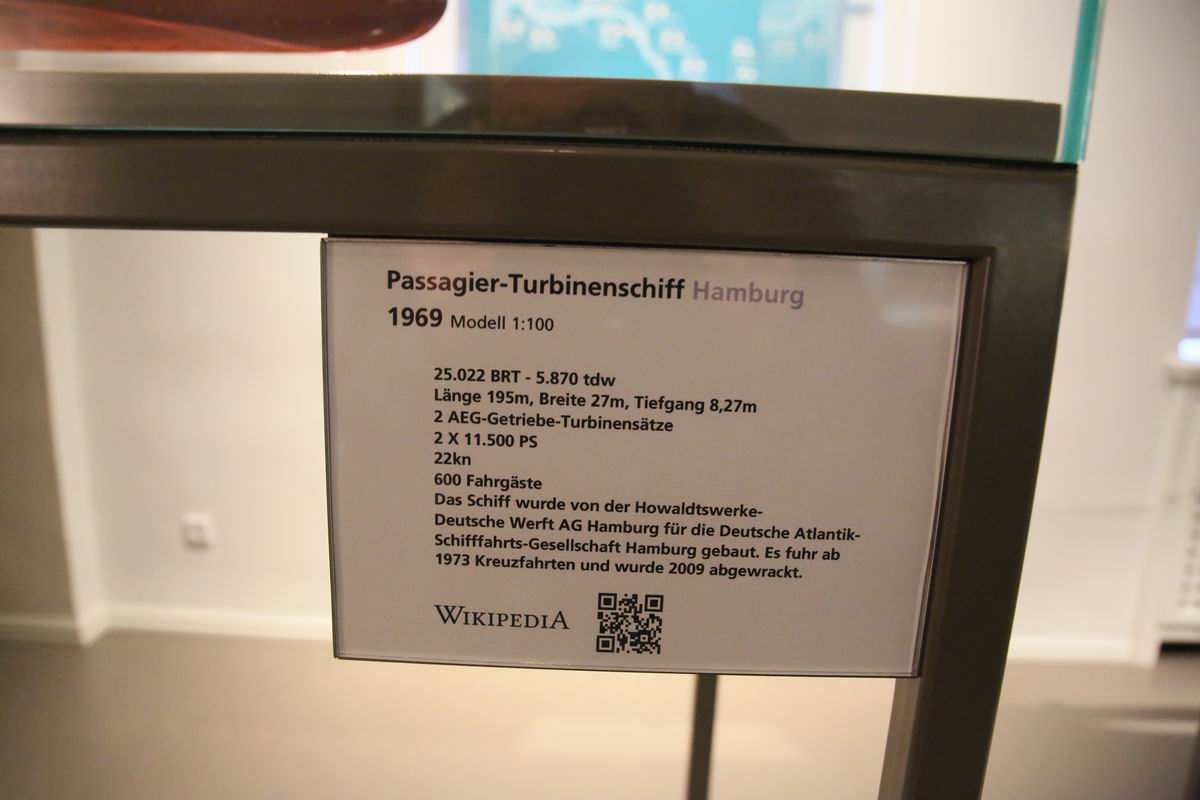 Passagier-Turbinenschiff Hamburg
1969 Modell 1:100
25.022 BRT - 5.870 tdw
Länge 195m, Breite 27m, Tiefgang 8,27m
2 AEG-Getriebe-Turbinensätze
2 X 11.500 PS
22kn
600 Fahrgäste
Das Schiff wurde von der Howaldtswerke-
Deutsche Werft AG Hamburg für die Deutsche Atlantik-
Schifffahrts-Gesellschaft Hamburg gebaut. Es fuhr ab
1973 Kreuzfahrten und wurde 2009 abgewrackt.
WIKIPEDIA